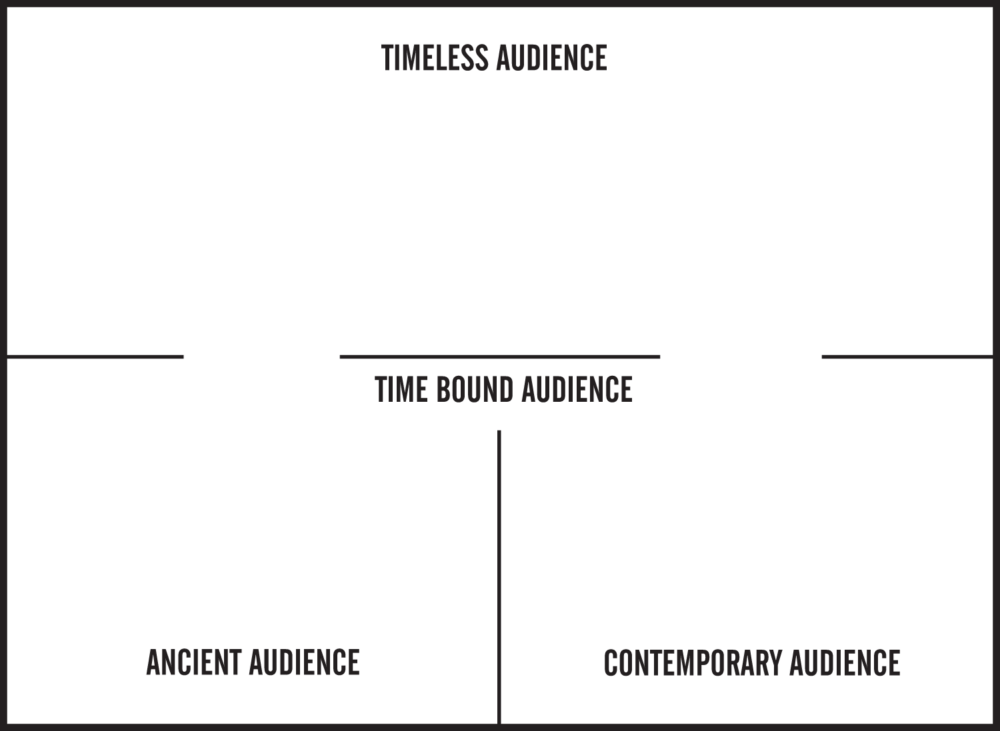 TIMELESS AUDIENCE
TIME BOUND AUDIENCE
ANCIENT AUDIENCE
CONTEMPORARY AUDIENCE